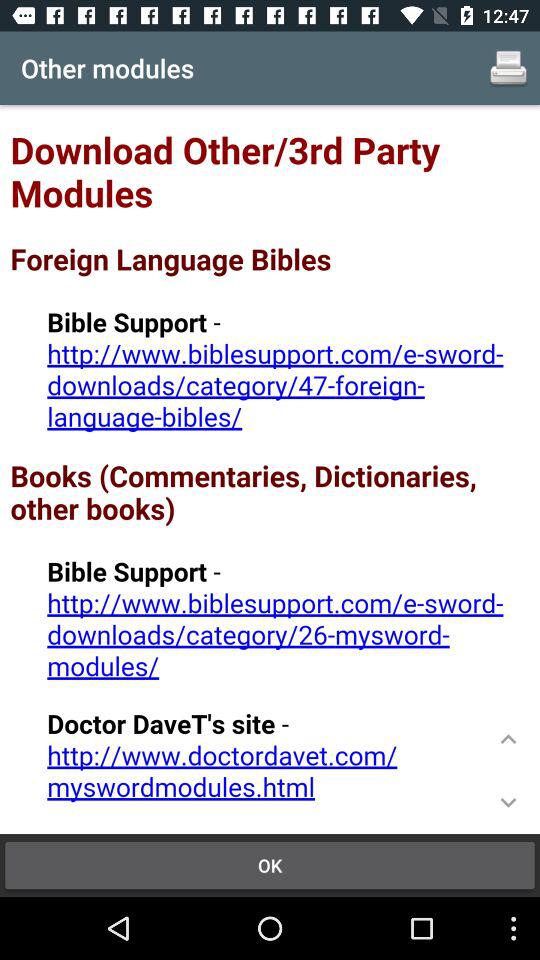 12:47
Other modules
Download Other/3rd Party
Modules
Foreign Language Bibles
Bible Support -
http://www.biblesupport.com/e-sword-
downloads/category/47-foreign-
language-bibles/
Books (Commentaries, Dictionaries,
other books)
Bible Support -
http://www.biblesupport.com/e-sword-
downloads/category/26-mysword-
modules/
Doctor DaveT's site -
http://www.doctordavet.com/
myswordmodules.html
OK